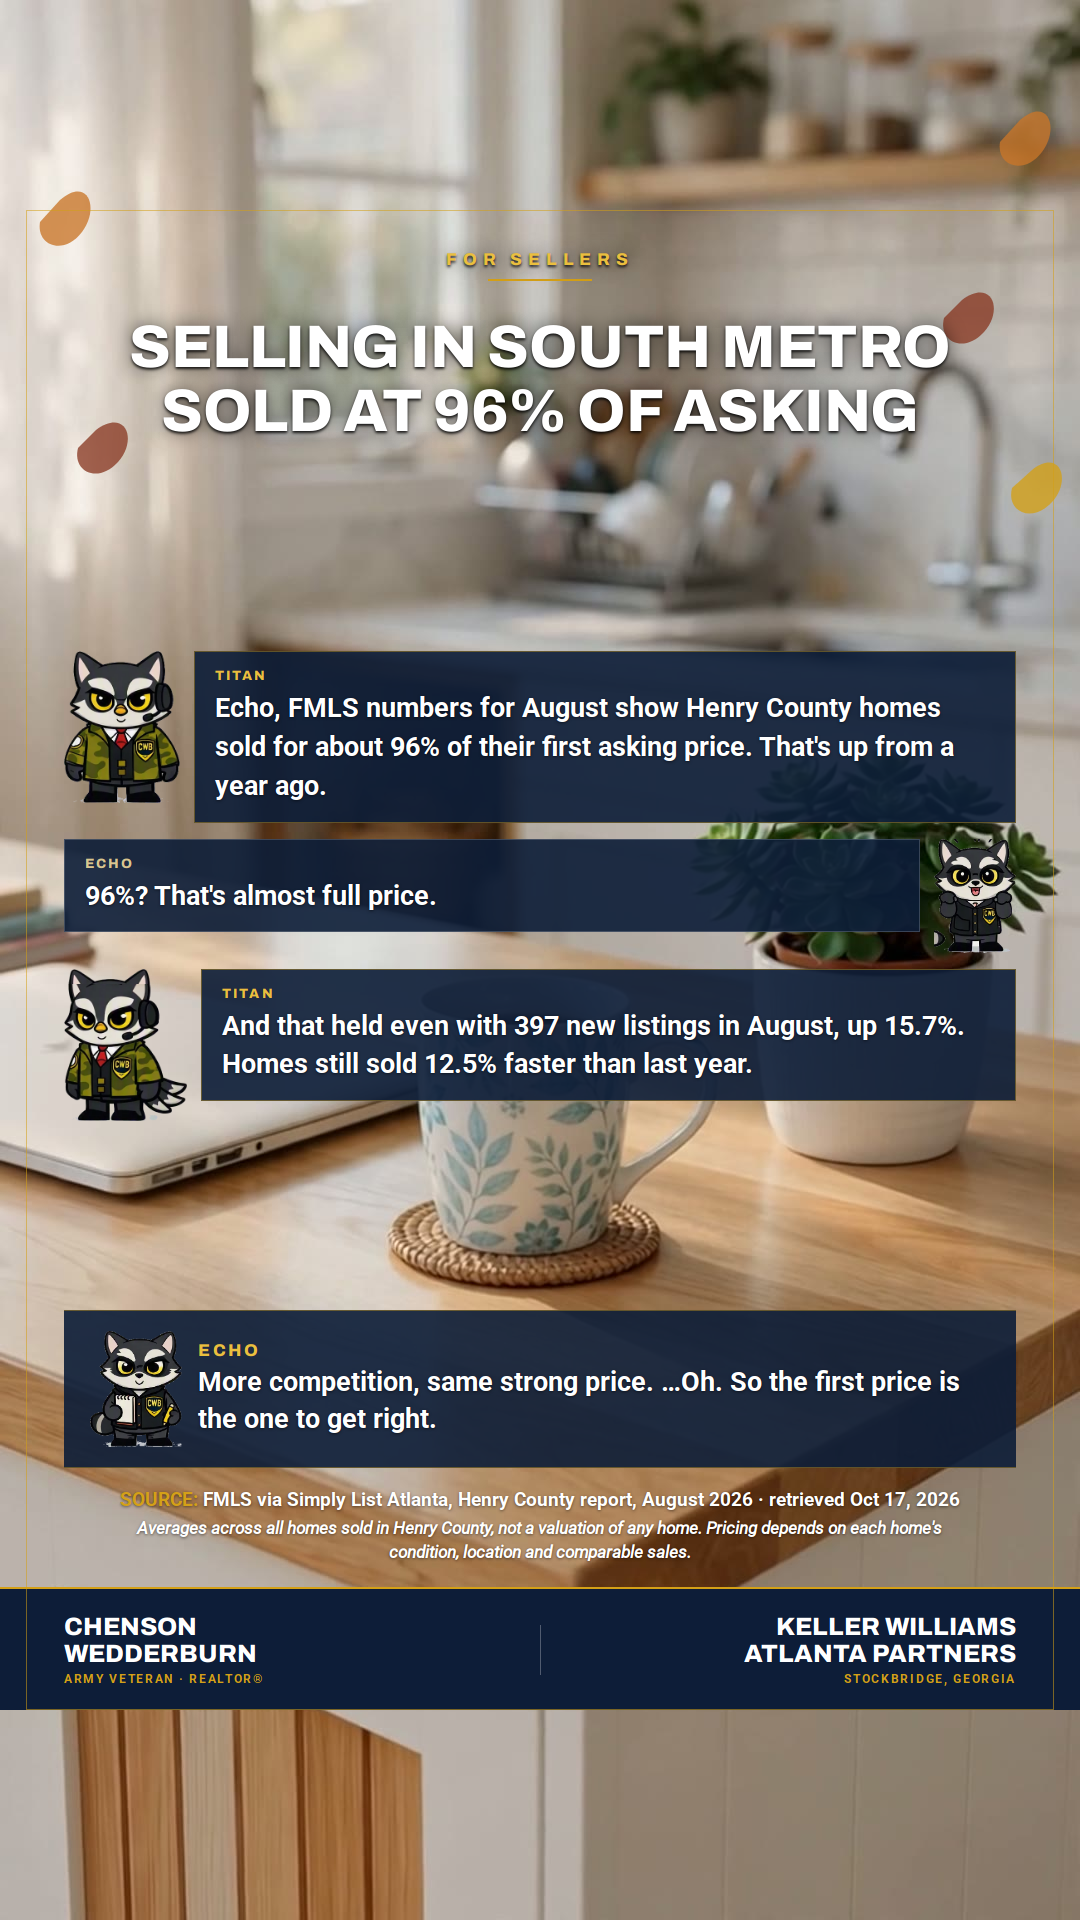 FOR SELLERS
SELLING IN SOUTH METRO
SOLD AT 96% OF ASKING
TITAN
Echo, FMLS numbers for August show Henry County homes
sold for about 96% of their first asking price. That's up from a
year ago.
ECHO
96%? That's almost full price.
TITAN
And that held even with 397 new listings in August, up 15.7%.
Homes still sold 12.5% faster than last year.
ECHO
More competition, same strong price. ...Oh. So the first price is
the one to get right.
SOURCE: FMLS via Simply List Atlanta, Henry County report, August 2026 · retrieved Oct 17, 2026
Averages across all homes sold in Henry County, not a valuation of any home. Pricing depends on each home's
condition, location and comparable sales.
CHENSON
WEDDERBURN
ARMY VETERAN · REALTOR®
KELLER WILLIAMS
ATLANTA PARTNERS
STOCKBRIDGE, GEORGIA
CWB
CWB
CWB
CWB